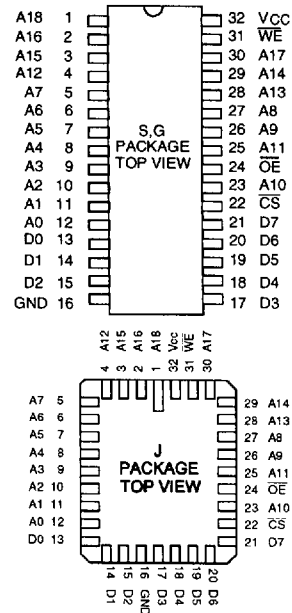 A18 1 32 VCC
A16 2 31 W̅E̅
A15 3 30 A17
A12 4 29 A14
A7 5 28 A13
A6 6 27 A8
A5 7 26 A9
A4 8 25 A11
A3 9 24 O̅E̅
A2 10 23 A10
A1 11 22 C̅S̅
A0 12 21 D7
D0 13 20 D6
D1 14 19 D5
D2 15 18 D4
GND 16 17 D3
S,G
PACKAGE
TOP VIEW
A12 A15 A16 A18 Vcc W̅E̅ A17
4 3 2 1 32 31 30
A7 5 29 A14
A6 6 28 A13
A5 7 27 A8
A4 8 26 A9
A3 9 25 A11
A2 10 24 O̅E̅
A1 11 23 A10
A0 12 22 C̅S̅
D0 13 21 D7
J
PACKAGE
TOP VIEW
14 15 16 17 18 19 20
D1 D2 GND D3 D4 D5 D6